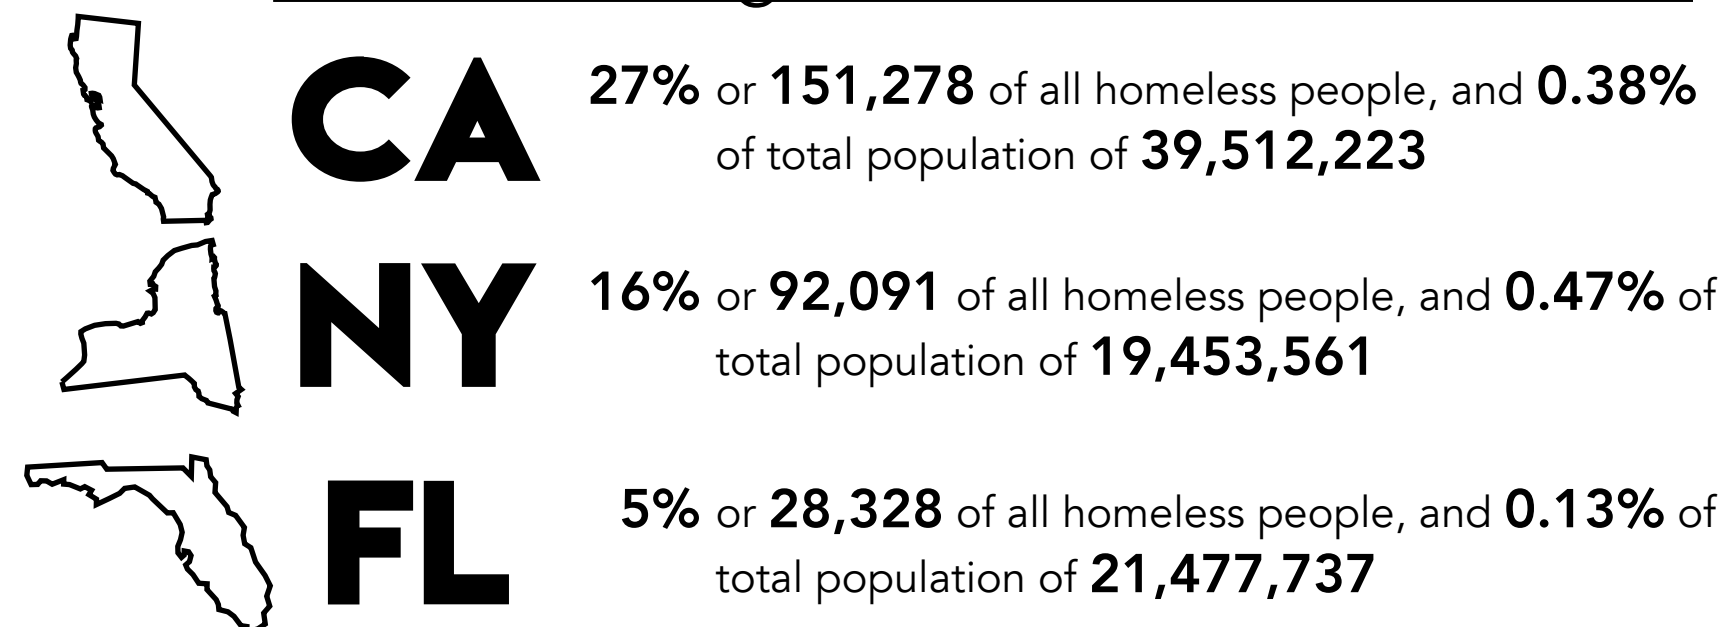 CA
27% or 151,278 of all homeless people, and 0.38%
of total population of 39,512,223
NY
16% or 92,091 of all homeless people, and 0.47% of
total population of 19,453,561
FL
5% or 28,328 of all homeless people, and 0.13% of
total population of 21,477,737